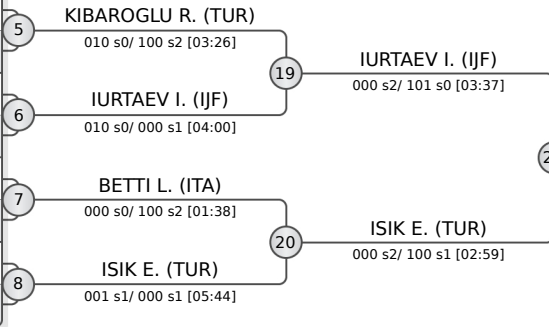 5
KIBAROGLU R. (TUR)
010 s0/ 100 s2 [03:26]
19
IURTAEV I. (IJF)
000 s2/ 101 s0 [03:37]
6
IURTAEV I. (IJF)
010 s0/ 000 s1 [04:00]
7
BETTI L. (ITA)
000 s0/ 100 s2 [01:38]
20
ISIK E. (TUR)
000 s2/ 100 s1 [02:59]
8
ISIK E. (TUR)
001 s1/ 000 s1 [05:44]